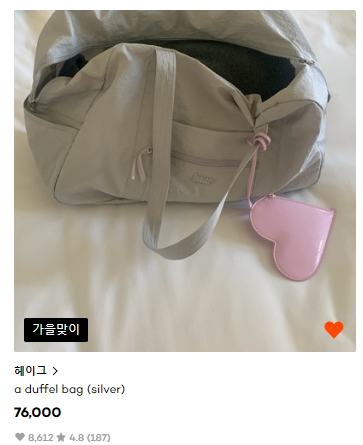 가을맞이
헤이그 >
a duffel bag (silver)
76,000
♥ 8,612 ★ 4.8 (187)